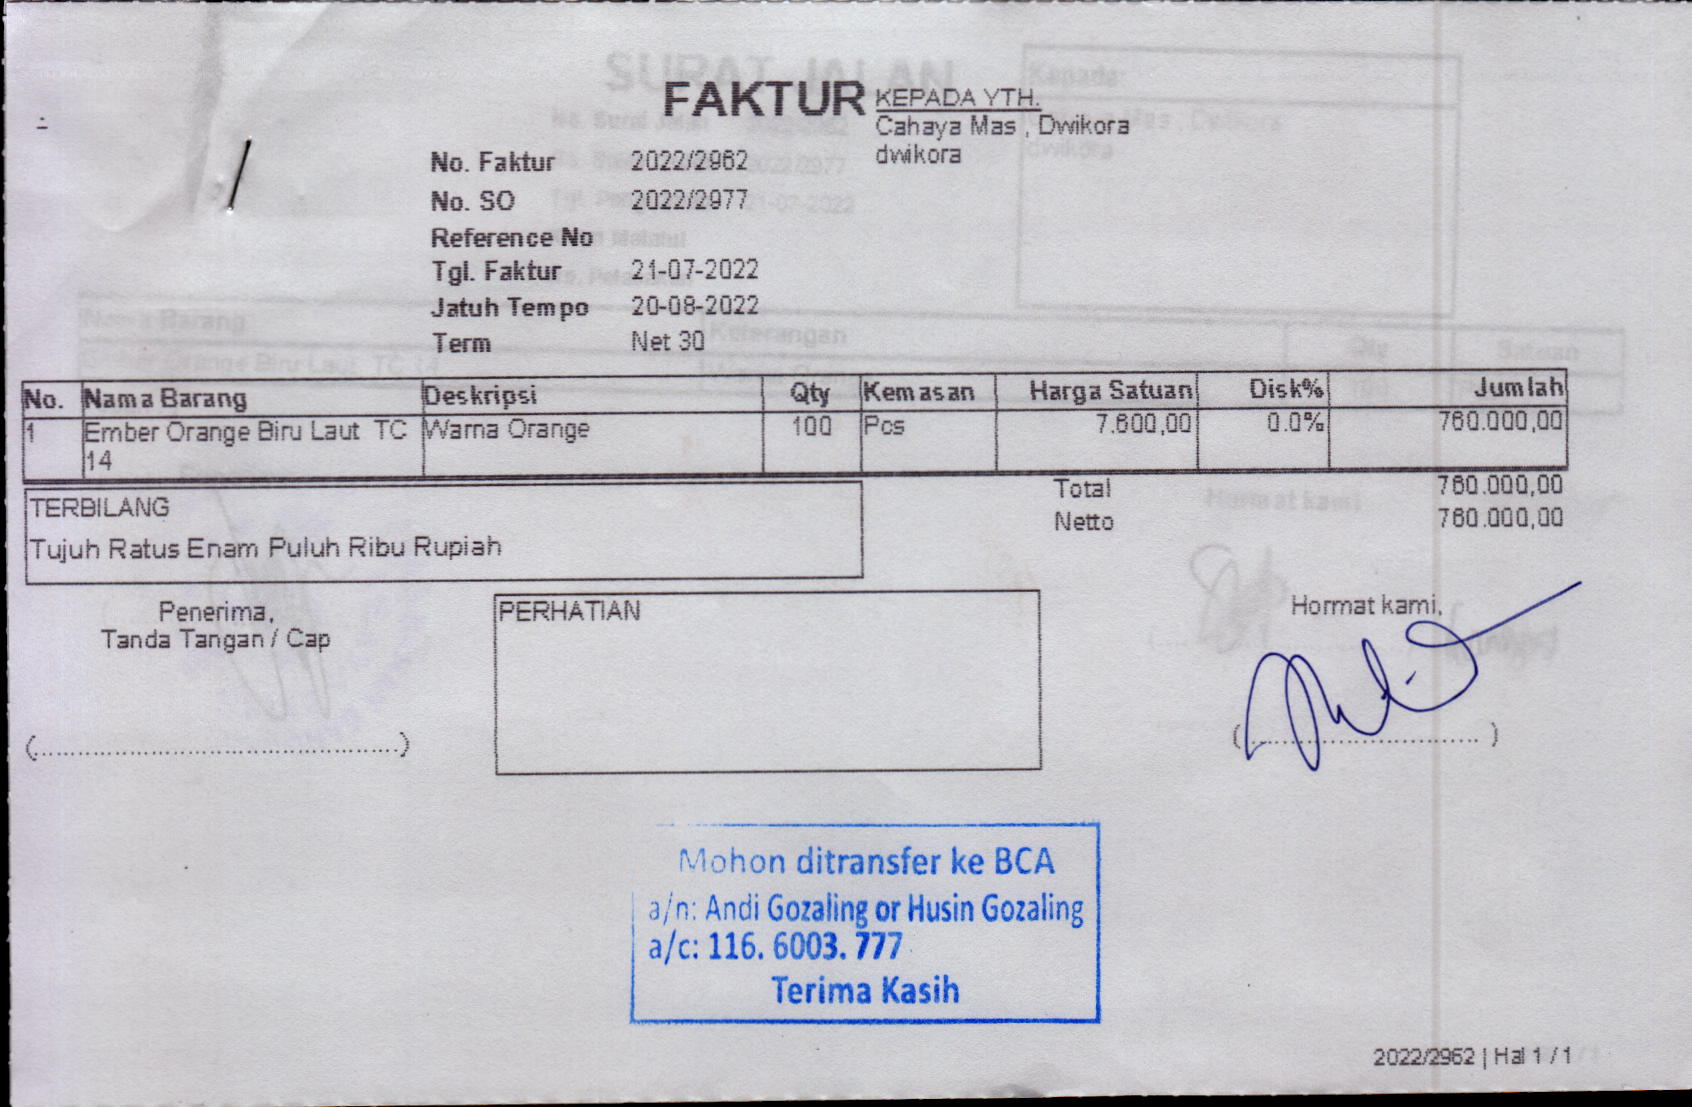 FAKTUR
KEPADA YTH.
Cahaya Mas , Dwikora
dwikora
No. Faktur 2022/2962
No. SO 2022/2977
Reference No
Tgl. Faktur 21-07-2022
Jatuh Tempo 20-08-2022
Term Net 30
No. Nama Barang Deskripsi Qty Kemasan Harga Satuan Disk% Jumlah
1 Ember Orange Biru Laut TC Warna Orange 100 Pcs 7.600,00 0.0% 760.000,00
14
Total 760.000,00
Netto 760.000,00
TERBILANG
Tujuh Ratus Enam Puluh Ribu Rupiah
Penerima,
Tanda Tangan / Cap
PERHATIAN
Hormat kami,
Mohon ditransfer ke BCA
a/n: Andi Gozaling or Husin Gozaling
a/c: 116. 6003. 777
Terima Kasih
2022/2962 | Hal 1 / 1